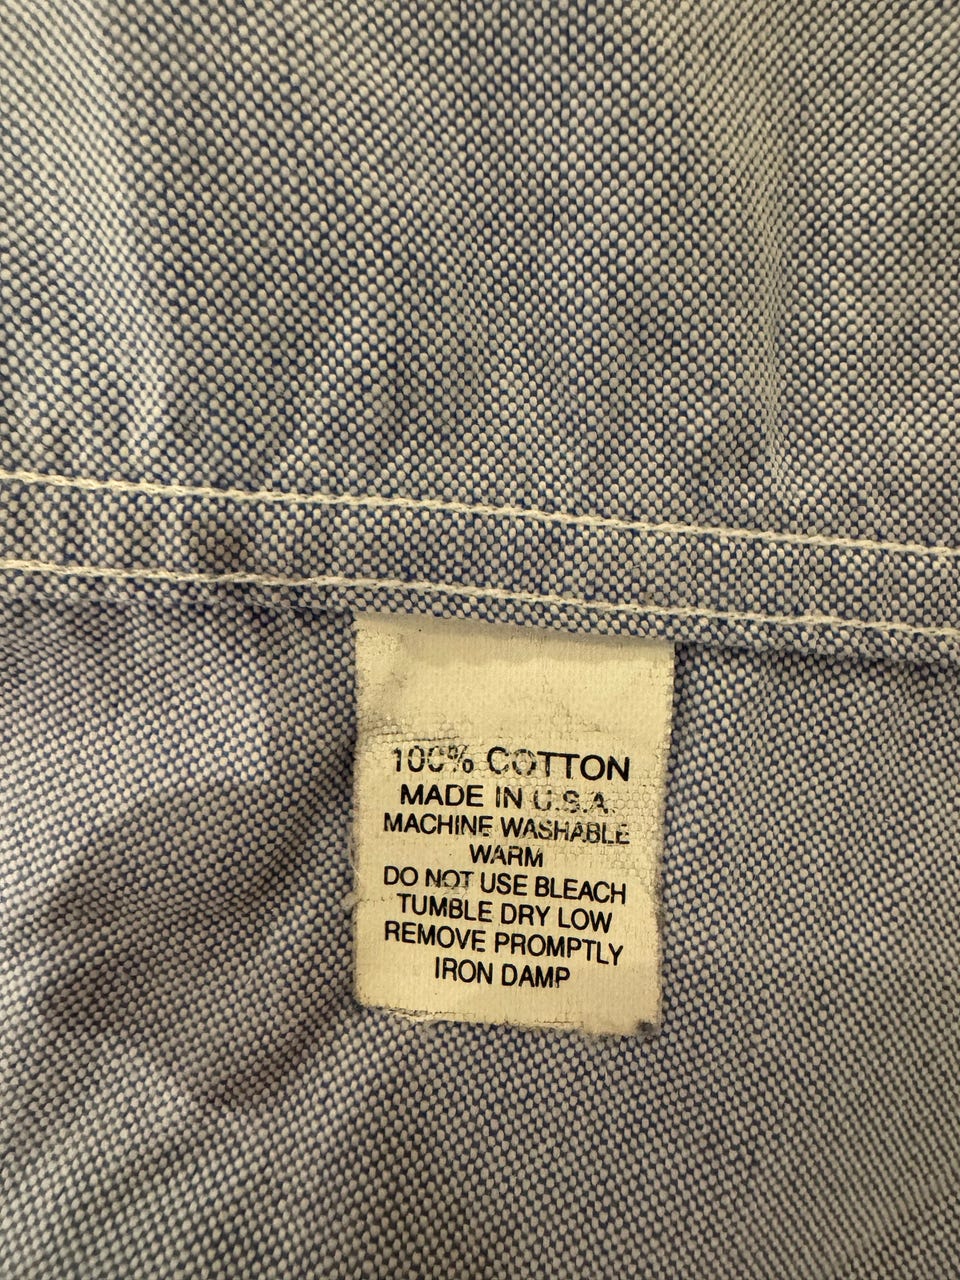 100% COTTON
MADE IN U.S.A.
MACHINE WASHABLE
WARM
DO NOT USE BLEACH
TUMBLE DRY LOW
REMOVE PROMPTLY
IRON DAMP